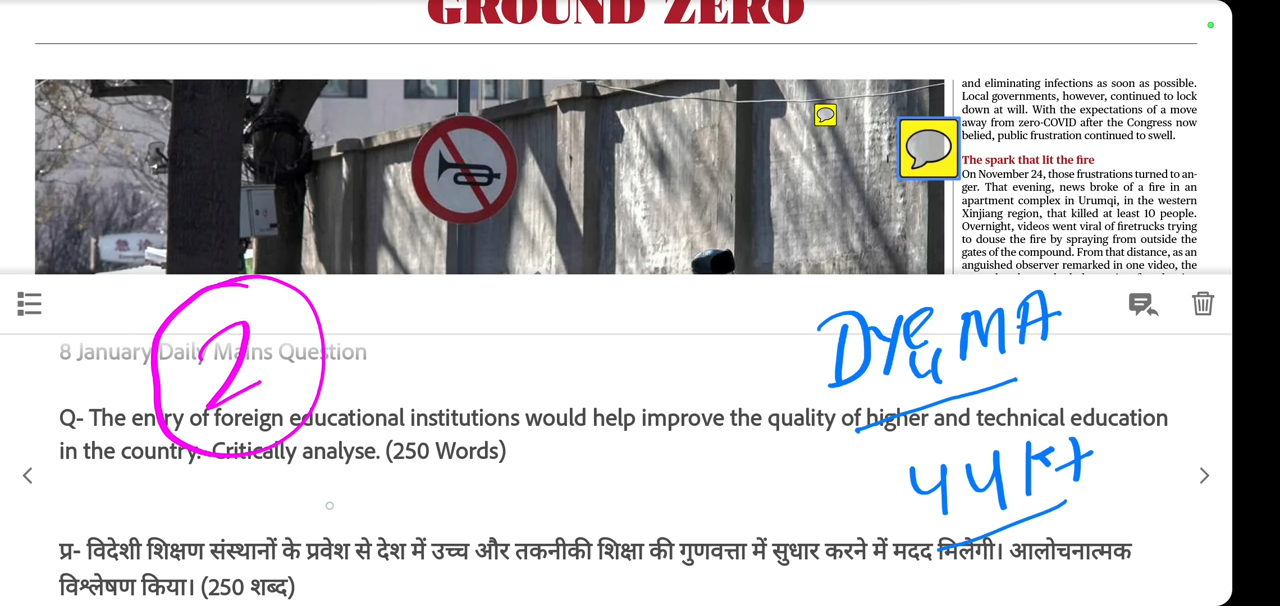 GROUND ZERO
and eliminating infections as soon as possible.
Local governments, however, continued to lock
down at will. With the expectations of a move
away from zero-COVID after the Congress now
belied, public frustration continued to swell.
The spark that lit the fire
On November 24, those frustrations turned to an-
ger. That evening, news broke of a fire in an
apartment complex in Urumqi, in the western
Xinjiang region, that killed at least 10 people.
Overnight, videos went viral of firetrucks trying
to douse the fire by spraying from outside the
gates of the compound. From that distance, as an
anguished observer remarked in one video, the
2
8 January Daily Mains Question
Q- The entry of foreign educational institutions would help improve the quality of higher and technical education
in the country. Critically analyse. (250 Words)
44K+
प्र- विदेशी शिक्षण संस्थानों के प्रवेश से देश में उच्च और तकनीकी शिक्षा की गुणवत्ता में सुधार करने में मदद मिलेगी। आलोचनात्मक
विश्लेषण किया। (250 शब्द)